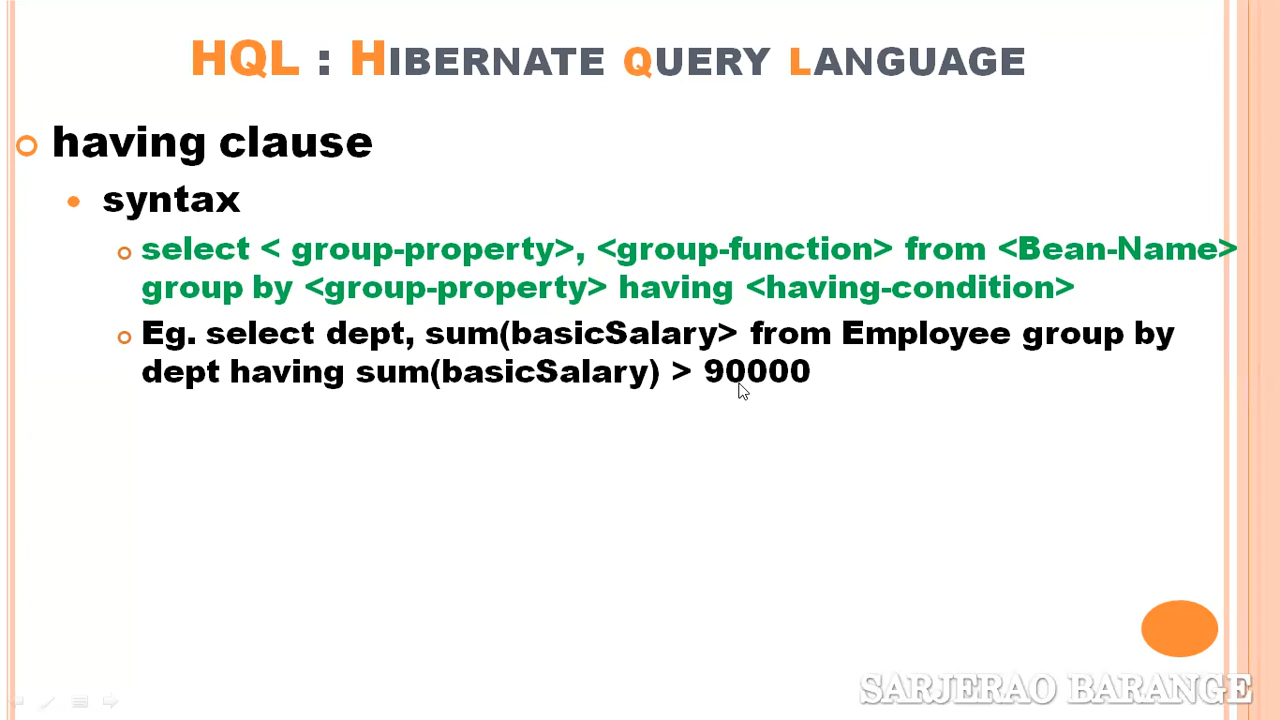 HQL : HIBERNATE QUERY LANGUAGE
having clause
syntax
select < group-property>, <group-function> from <Bean-Name>
group by <group-property> having <having-condition>
Eg. select dept, sum(basicSalary> from Employee group by
dept having sum(basicSalary) > 90000
SARJERAO BARANGE